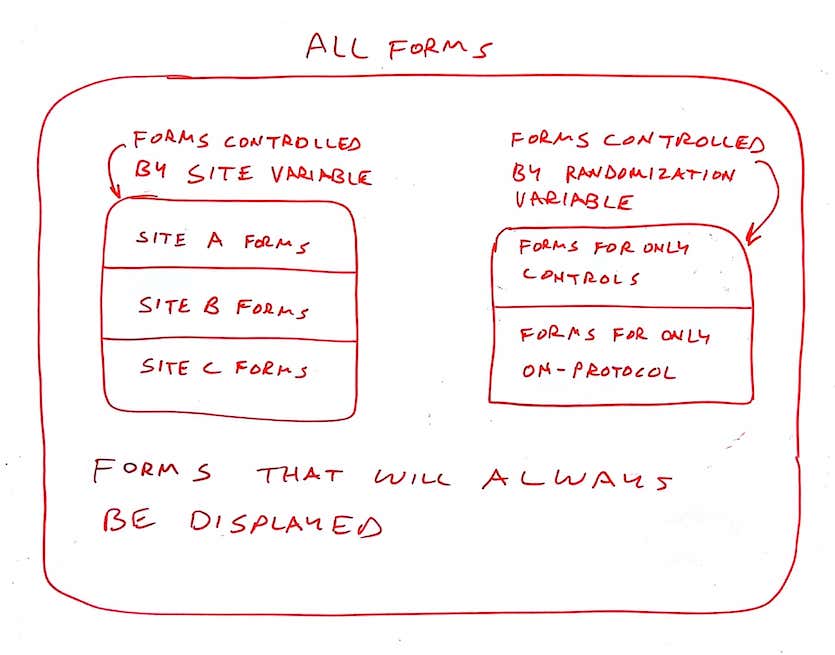 ALL FORMS
FORMS CONTROLLED
BY SITE VARIABLE
SITE A FORMS
SITE B FORMS
SITE C FORMS
FORMS CONTROLLED
BY RANDOMIZATION
VARIABLE
FORMS FOR ONLY
CONTROLS
FORMS FOR ONLY
ON-PROTOCOL
FORMS THAT WILL ALWAYS
BE DISPLAYED